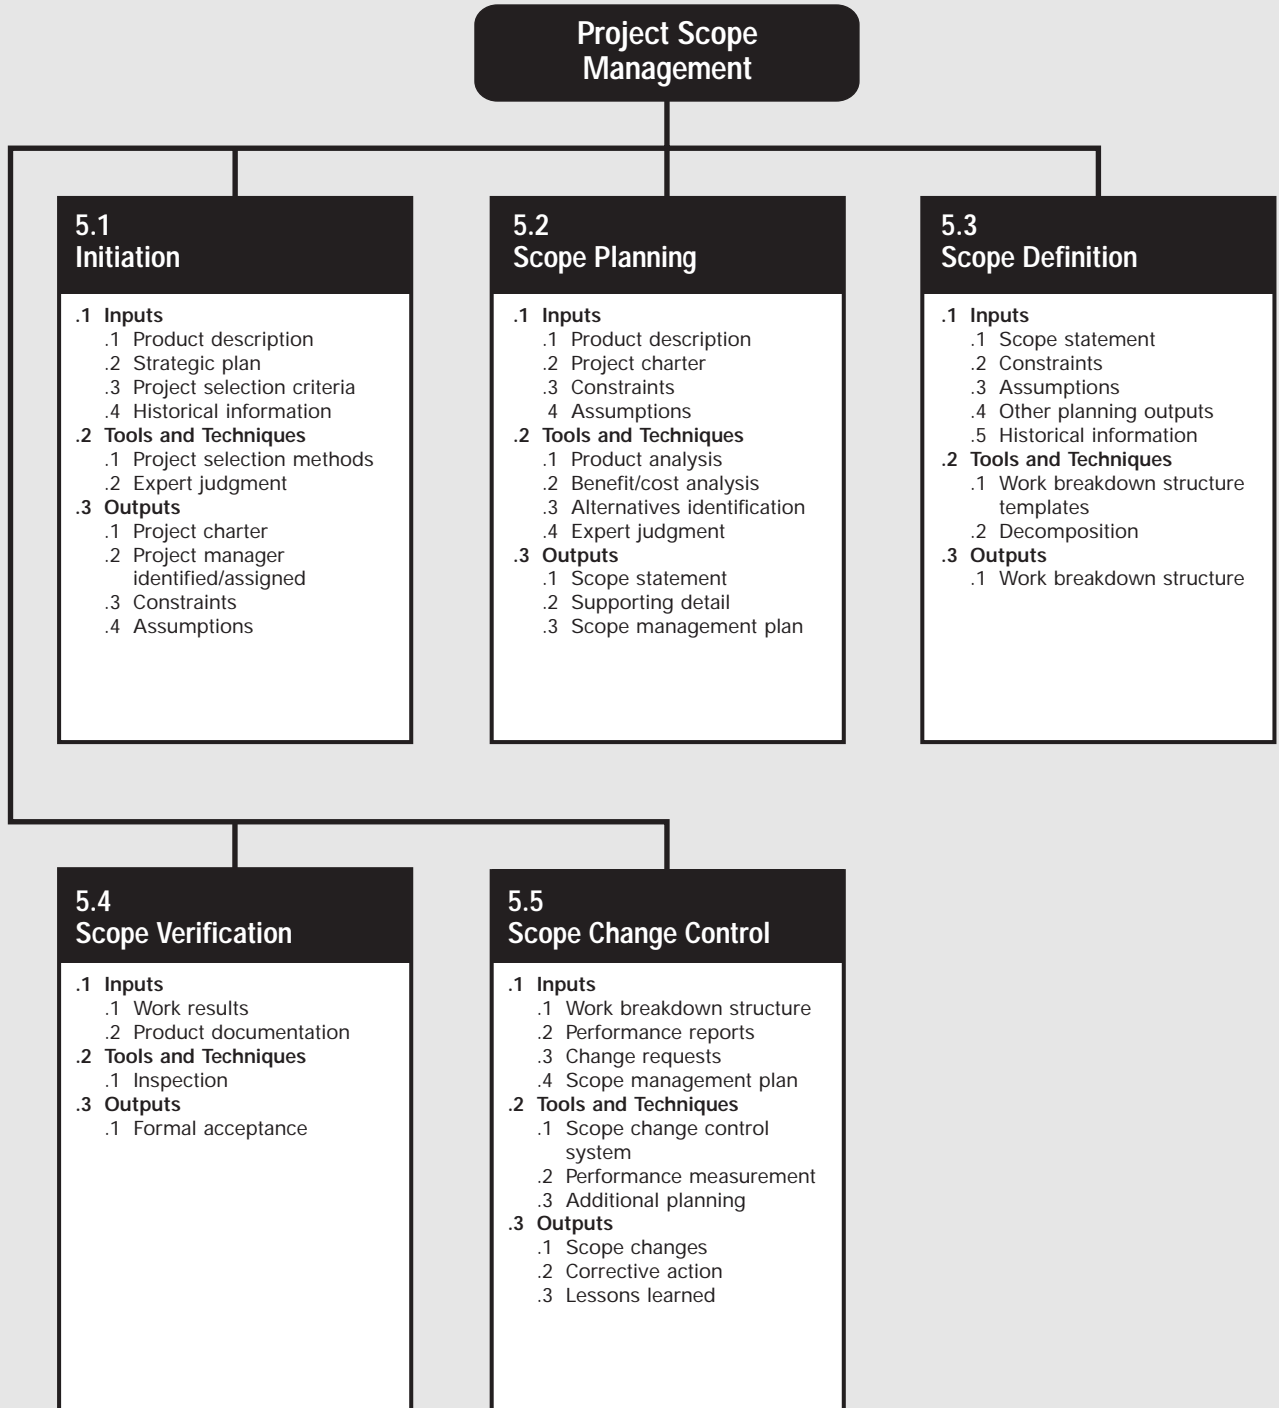 Project Scope
Management
5.1
Initiation
.1 Inputs
.1 Product description
.2 Strategic plan
.3 Project selection criteria
.4 Historical information
.2 Tools and Techniques
.1 Project selection methods
.2 Expert judgment
.3 Outputs
.1 Project charter
.2 Project manager
identified/assigned
.3 Constraints
.4 Assumptions
5.2
Scope Planning
.1 Inputs
.1 Product description
.2 Project charter
.3 Constraints
4 Assumptions
.2 Tools and Techniques
.1 Product analysis
.2 Benefit/cost analysis
.3 Alternatives identification
.4 Expert judgment
.3 Outputs
.1 Scope statement
.2 Supporting detail
.3 Scope management plan
5.3
Scope Definition
.1 Inputs
.1 Scope statement
.2 Constraints
.3 Assumptions
.4 Other planning outputs
.5 Historical information
.2 Tools and Techniques
.1 Work breakdown structure
templates
.2 Decomposition
.3 Outputs
.1 Work breakdown structure
5.4
Scope Verification
.1 Inputs
.1 Work results
.2 Product documentation
.2 Tools and Techniques
.1 Inspection
.3 Outputs
.1 Formal acceptance
5.5
Scope Change Control
.1 Inputs
.1 Work breakdown structure
.2 Performance reports
.3 Change requests
.4 Scope management plan
.2 Tools and Techniques
.1 Scope change control
system
.2 Performance measurement
.3 Additional planning
.3 Outputs
.1 Scope changes
.2 Corrective action
.3 Lessons learned